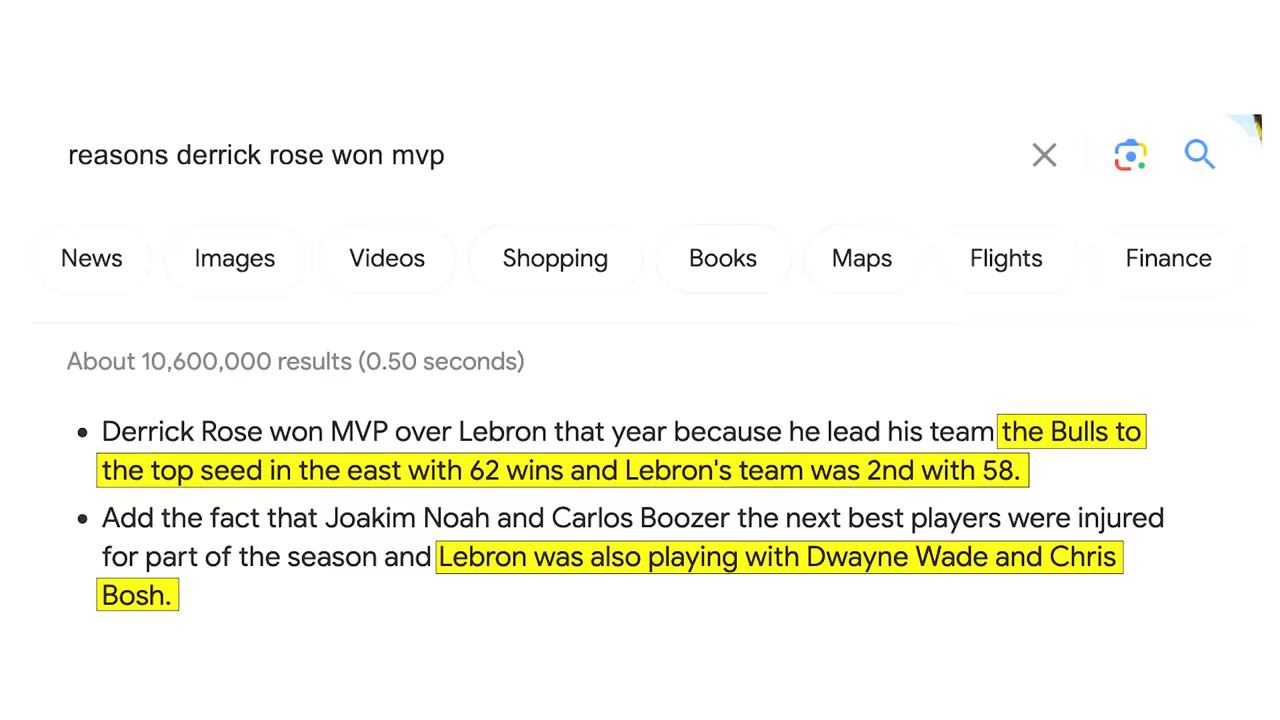 reasons derrick rose won mvp
News Images Videos Shopping Books Maps Flights Finance
About 10,600,000 results (0.50 seconds)
• Derrick Rose won MVP over Lebron that year because he lead his team the Bulls to
the top seed in the east with 62 wins and Lebron's team was 2nd with 58.
• Add the fact that Joakim Noah and Carlos Boozer the next best players were injured
for part of the season and Lebron was also playing with Dwayne Wade and Chris
Bosh.